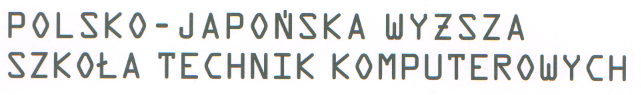 POLSKO-JAPOŃSKA WYŻSZA
SZKOŁA TECHNIK KOMPUTEROWYCH